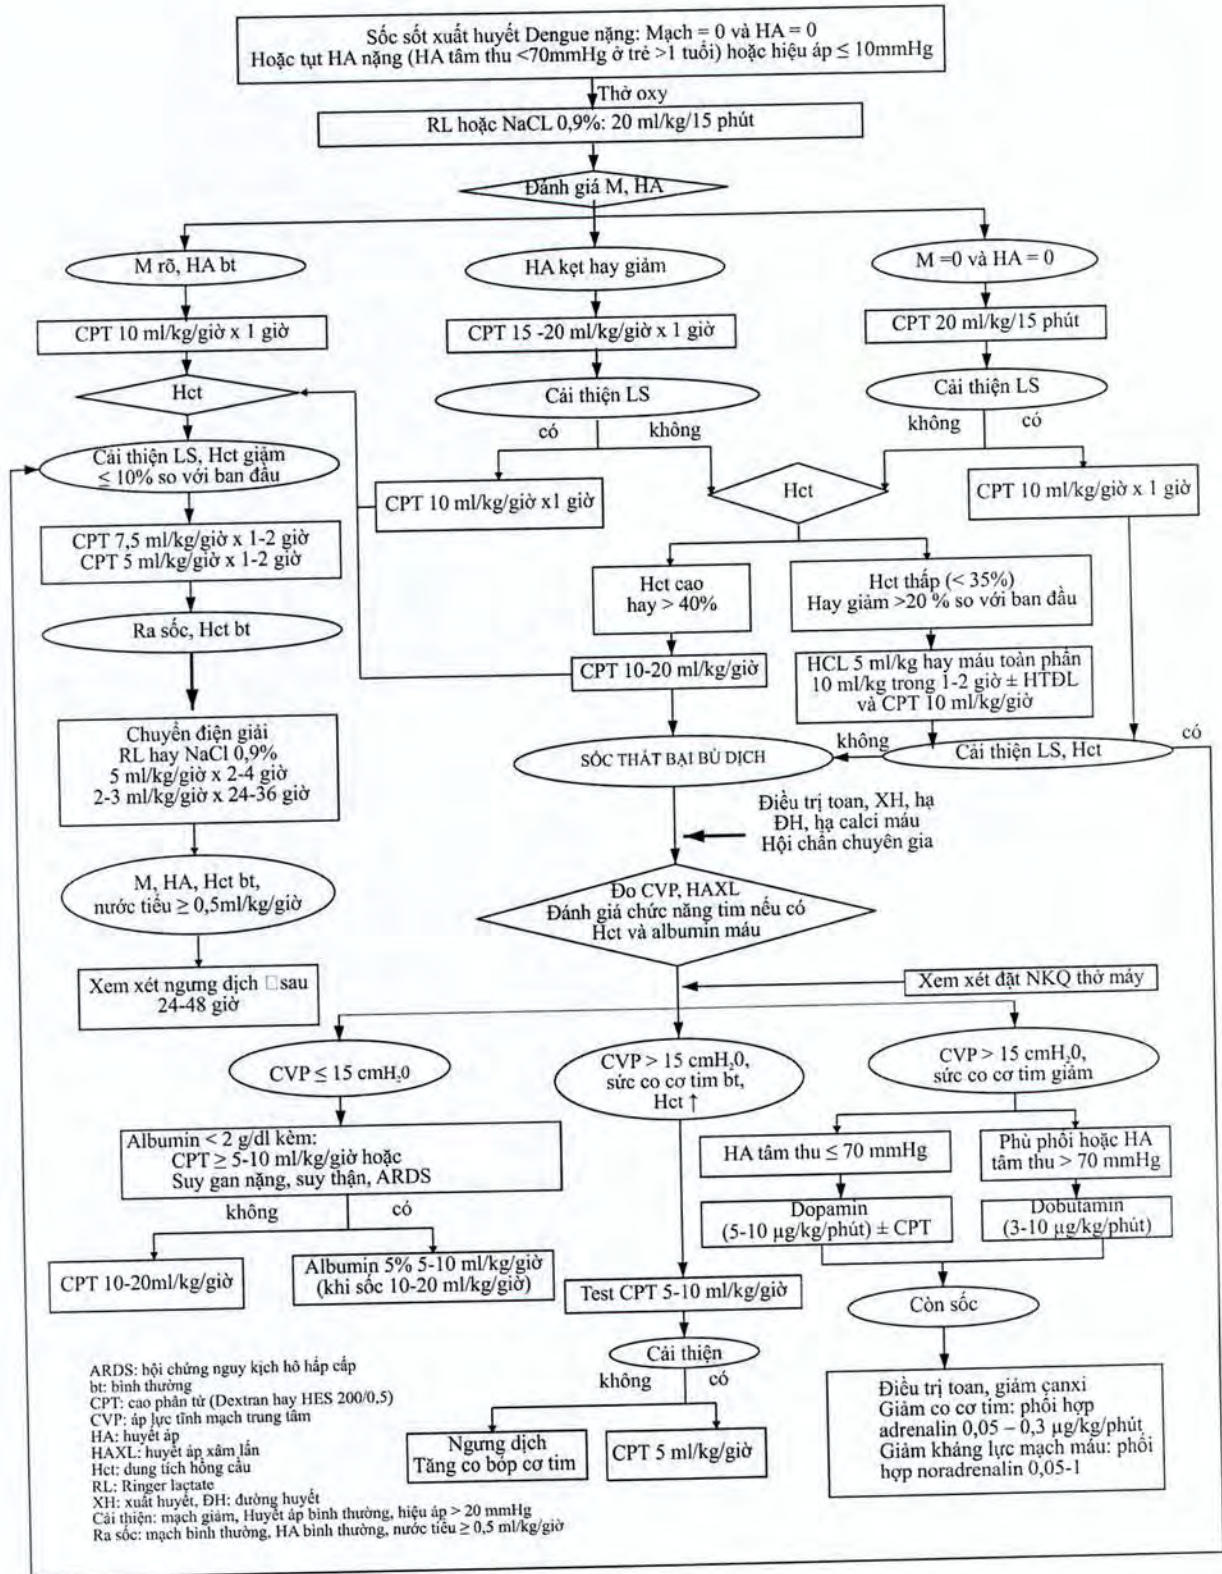 Sốc sốt xuất huyết Dengue nặng: Mạch = 0 và HA = 0
Hoặc tụt HA nặng (HA tâm thu <70mmHg ở trẻ >1 tuổi) hoặc hiệu áp ≤ 10mmHg
Thở oxy
RL hoặc NaCL 0,9%: 20 ml/kg/15 phút
Đánh giá M, HA
M rõ, HA bt
HA kẹt hay giảm
M =0 và HA = 0
CPT 10 ml/kg/giờ x 1 giờ
CPT 15 -20 ml/kg/giờ x 1 giờ
CPT 20 ml/kg/15 phút
Hct
Cải thiện LS
Cải thiện LS
có
không
không
có
Cải thiện LS, Hct giảm
≤ 10% so với ban đầu
CPT 10 ml/kg/giờ x1 giờ
Hct
CPT 10 ml/kg/giờ x 1 giờ
CPT 7,5 ml/kg/giờ x 1-2 giờ
CPT 5 ml/kg/giờ x 1-2 giờ
Hct cao
hay > 40%
Hct thấp (< 35%)
Hay giảm >20 % so với ban đầu
Ra sốc, Hct bt
CPT 10-20 ml/kg/giờ
HCL 5 ml/kg hay máu toàn phần
10 ml/kg trong 1-2 giờ ± HTĐL
và CPT 10 ml/kg/giờ
Chuyển điện giải
RL hay NaCl 0,9%
5 ml/kg/giờ x 2-4 giờ
2-3 ml/kg/giờ x 24-36 giờ
SỐC THẤT BẠI BÙ DỊCH
không
Cải thiện LS, Hct
có
Điều trị toan, XH, hạ
ĐH, hạ calci máu
Hội chẩn chuyên gia
M, HA, Hct bt,
nước tiểu ≥ 0,5ml/kg/giờ
Đo CVP, HAXL
Đánh giá chức năng tim nếu có
Hct và albumin máu
Xem xét ngưng dịch □sau
24-48 giờ
Xem xét đặt NKQ thở máy
CVP ≤ 15 cmH₂0
CVP > 15 cmH₂0,
sức co cơ tim bt,
Hct ↑
CVP > 15 cmH₂0,
sức co cơ tim giảm
Albumin < 2 g/dl kèm:
CPT ≥ 5-10 ml/kg/giờ hoặc
Suy gan nặng, suy thận, ARDS
HA tâm thu ≤ 70 mmHg
Phù phổi hoặc HA
tâm thu > 70 mmHg
không
có
Dopamin
(5-10 µg/kg/phút) ± CPT
Dobutamin
(3-10 µg/kg/phút)
CPT 10-20ml/kg/giờ
Albumin 5% 5-10 ml/kg/giờ
(khi sốc 10-20 ml/kg/giờ)
Test CPT 5-10 ml/kg/giờ
Còn sốc
Cải thiện
không
có
Ngưng dịch
Tăng co bóp cơ tim
CPT 5 ml/kg/giờ
Điều trị toan, giảm canxi
Giảm co cơ tim: phối hợp
adrenalin 0,05 – 0,3 µg/kg/phút
Giảm kháng lực mạch máu: phối
hợp noradrenalin 0,05-1
ARDS: hội chứng nguy kịch hô hấp cấp
bt: bình thường
CPT: cao phân tử (Dextran hay HES 200/0,5)
CVP: áp lực tĩnh mạch trung tâm
HA: huyết áp
HAXL: huyết áp xâm lấn
Hct: dung tích hồng cầu
RL: Ringer lactate
XH: xuất huyết, ĐH: đường huyết
Cải thiện: mạch giảm, Huyết áp bình thường, hiệu áp > 20 mmHg
Ra sốc: mạch bình thường, HA bình thường, nước tiểu ≥ 0,5 ml/kg/giờ